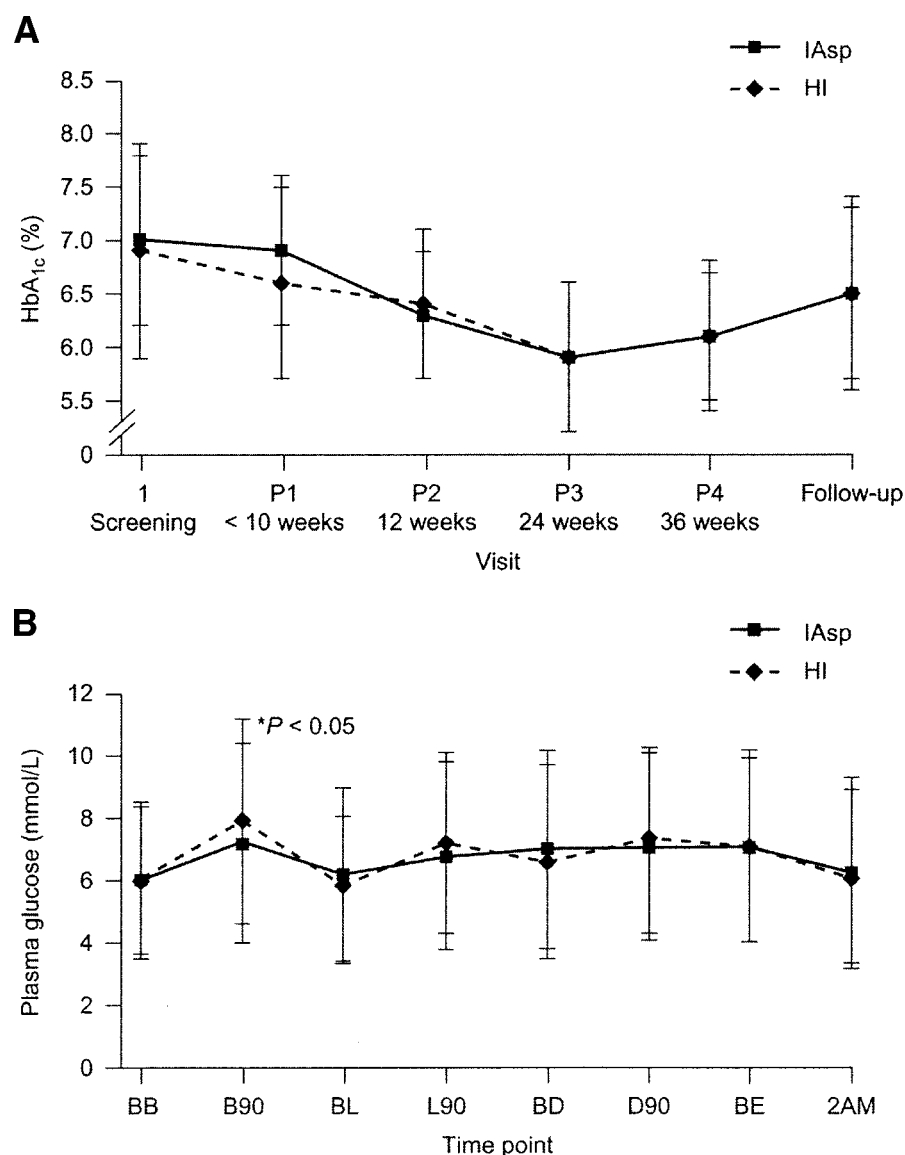 A
IAsp
HI
8.5
8.0
7.5
7.0
6.5
6.0
5.5
0
HbA1c (%)
1 P1 P2 P3 P4 Follow-up
Screening < 10 weeks 12 weeks 24 weeks 36 weeks
Visit
B
IAsp
HI
12
10
8
6
4
2
0
*P < 0.05
Plasma glucose (mmol/L)
BB B90 BL L90 BD D90 BE 2AM
Time point